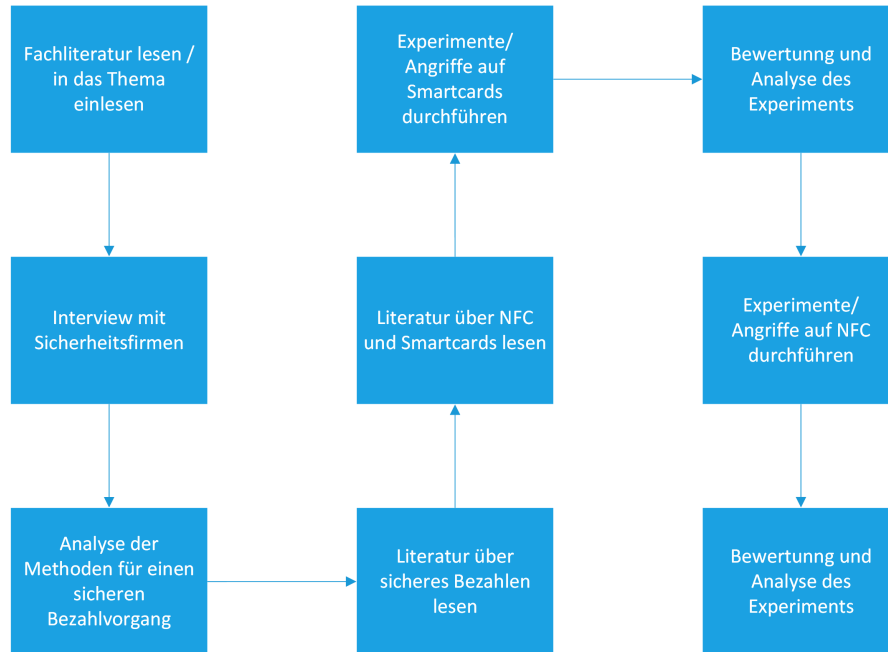 Fachliteratur lesen /
in das Thema
einlesen
Interview mit
Sicherheitsfirmen
Analyse der
Methoden für einen
sicheren
Bezahlvorgang
Literatur über
sicheres Bezahlen
lesen
Literatur über NFC
und Smartcards lesen
Experimente/
Angriffe auf
Smartcards
durchführen
Bewertunng und
Analyse des
Experiments
Experimente/
Angriffe auf NFC
durchführen
Bewertunng und
Analyse des
Experiments